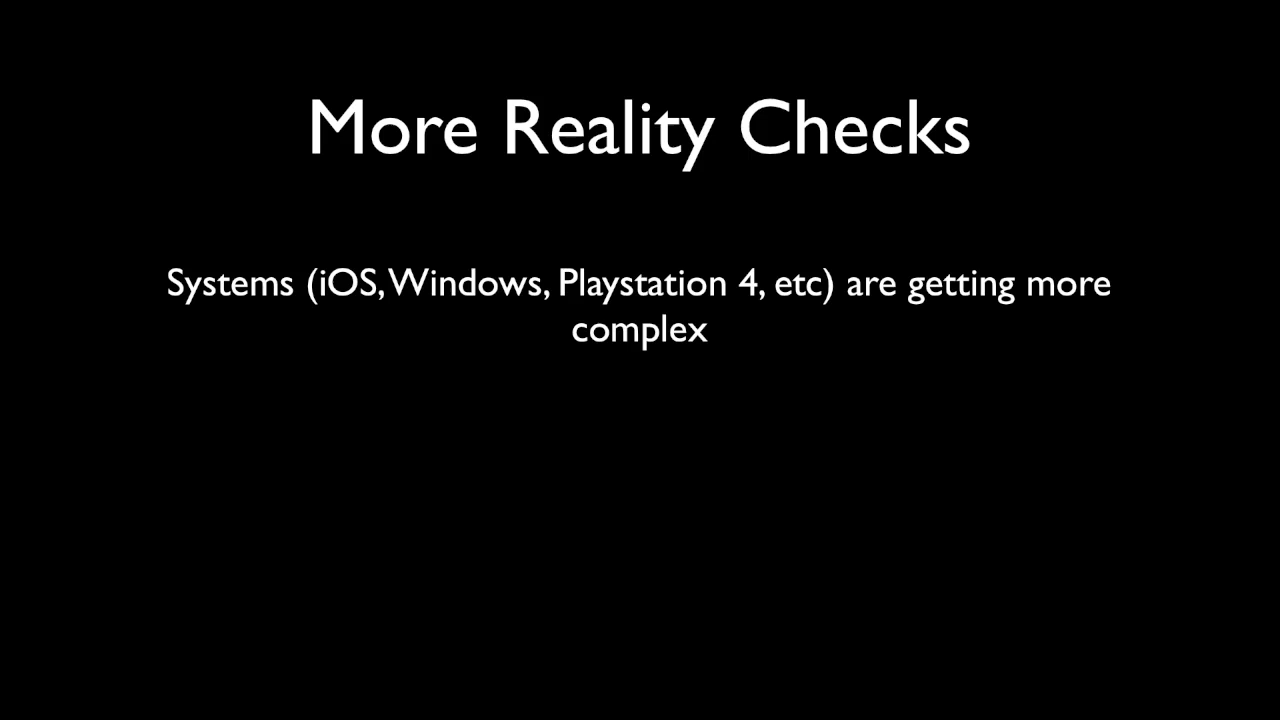 More Reality Checks
Systems (iOS, Windows, Playstation 4, etc) are getting more
complex